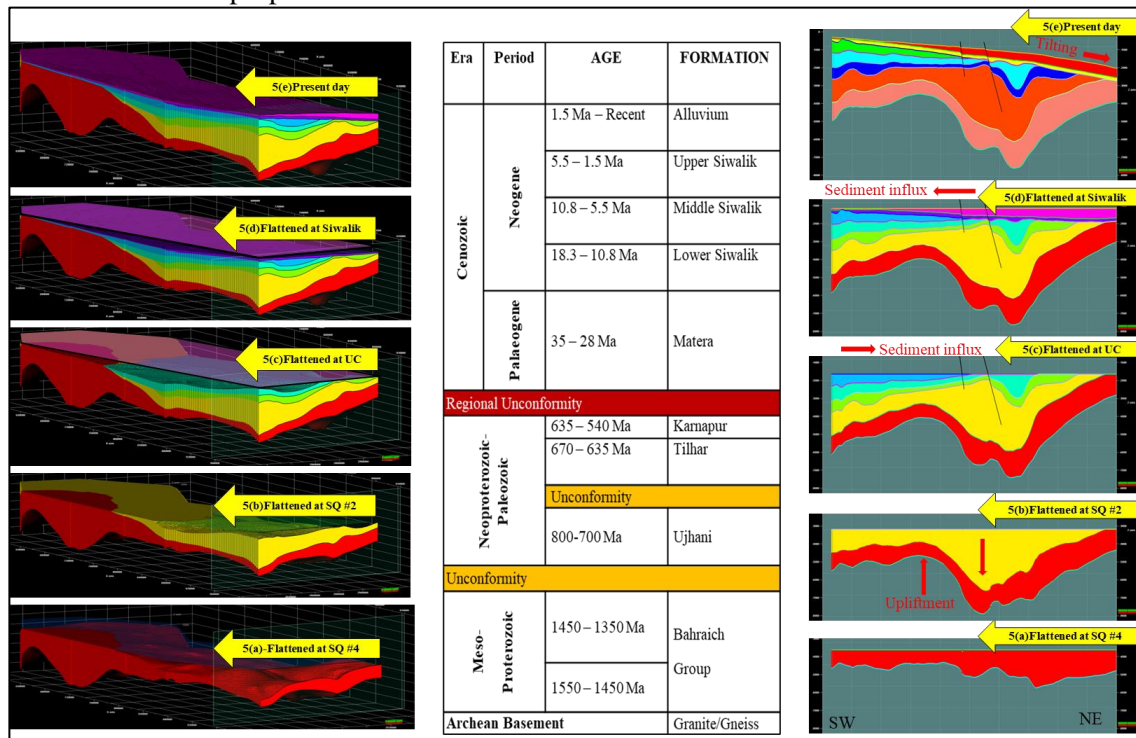 5(e)Present day
5(d)Flattened at Siwalik
5(c)Flattened at UC
5(b)Flattened at SQ #2
5(a)-Flattened at SQ #4
Era Period AGE FORMATION
Cenozoic
Neogene
1.5 Ma – Recent Alluvium
5.5 – 1.5 Ma Upper Siwalik
10.8 – 5.5 Ma Middle Siwalik
18.3 – 10.8 Ma Lower Siwalik
Palaeogene
35 – 28 Ma Matera
Regional Unconformity
Neoproterozoic-
Paleozoic
635 – 540 Ma Karnapur
670 – 635 Ma Tilhar
Unconformity
800-700 Ma Ujhani
Unconformity
Meso-
Proterozoic
1450 – 1350 Ma Bahraich
Group
1550 – 1450 Ma
Archean Basement Granite/Gneiss
5(e)Present day
Tilting
Sediment influx
5(d)Flattened at Siwalik
Sediment influx
5(c)Flattened at UC
5(b)Flattened at SQ #2
Upliftment
5(a)Flattened at SQ #4
SW NE